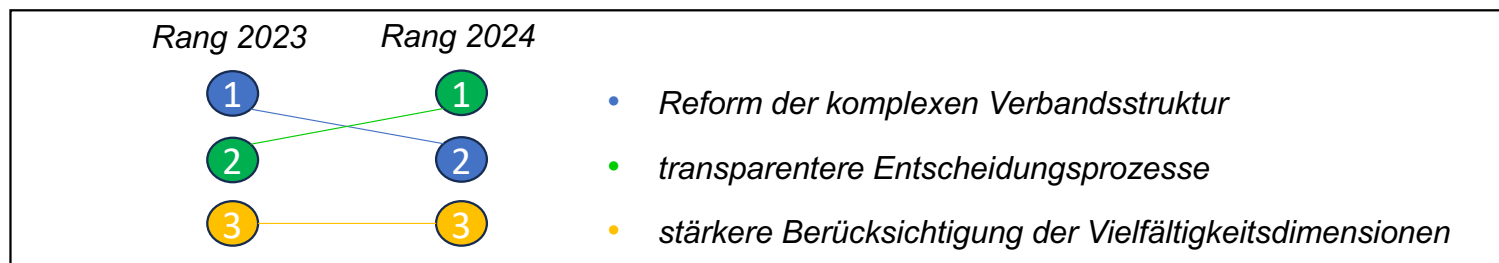 Rang 2023 Rang 2024
1 1
• Reform der komplexen Verbandsstruktur
2 2
• transparentere Entscheidungsprozesse
3 3
• stärkere Berücksichtigung der Vielfältigkeitsdimensionen